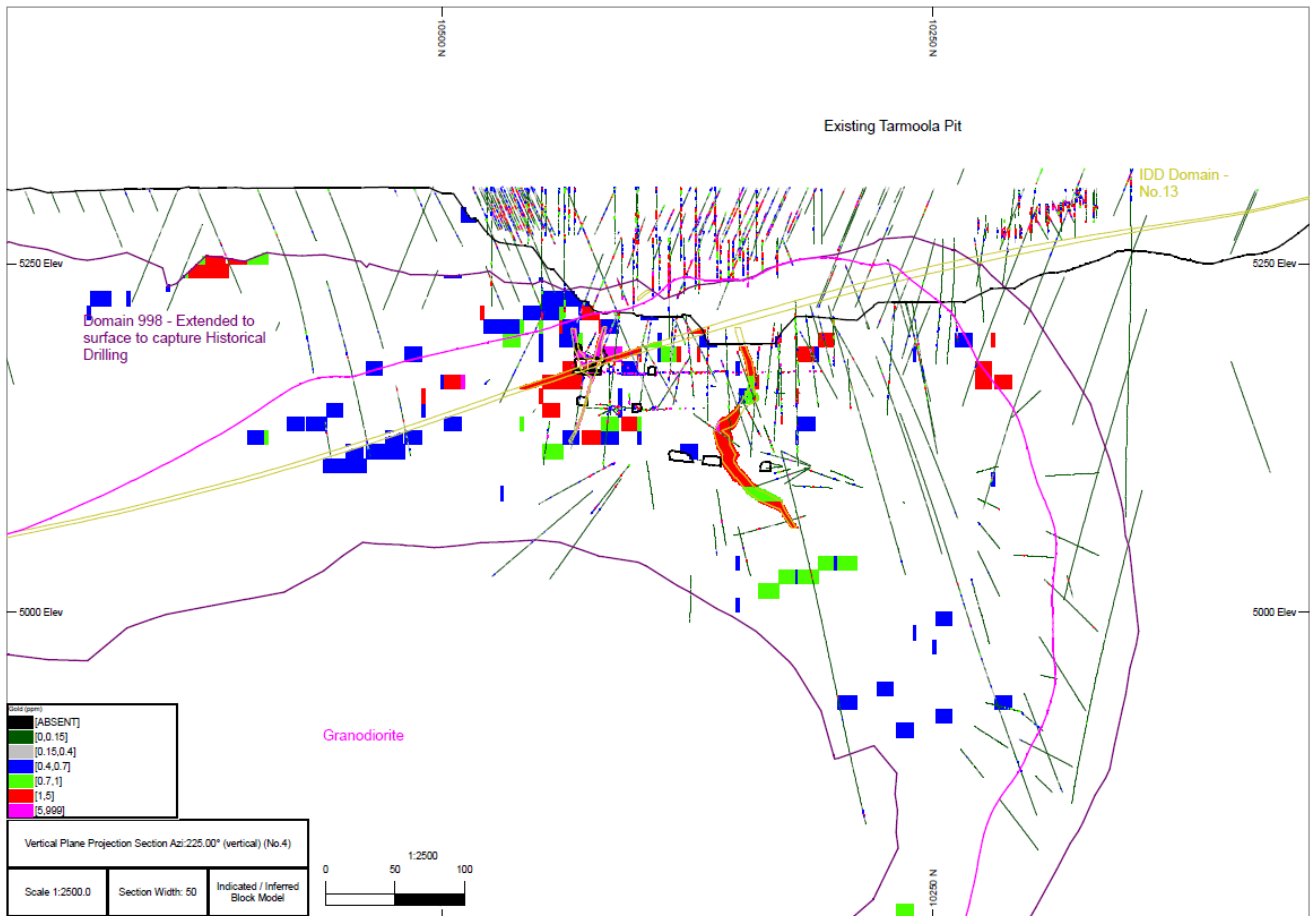 10500 N
10250 N
Existing Tarmoola Pit
IDD Domain -
No.13
5250 Elev
5250 Elev
Domain 998 - Extended to
surface to capture Historical
Drilling
5000 Elev
5000 Elev
Granodiorite
Gold (ppm)
[ABSENT]
[0,0.15]
[0.15,0.4]
[0.4,0.7]
[0.7,1]
[1,5]
[5,999]
Vertical Plane Projection Section Azi:225.00° (vertical) (No.4)
Scale 1:2500.0
Section Width: 50
Indicated / Inferred
Block Model
1:2500
0 50 100
10250 N